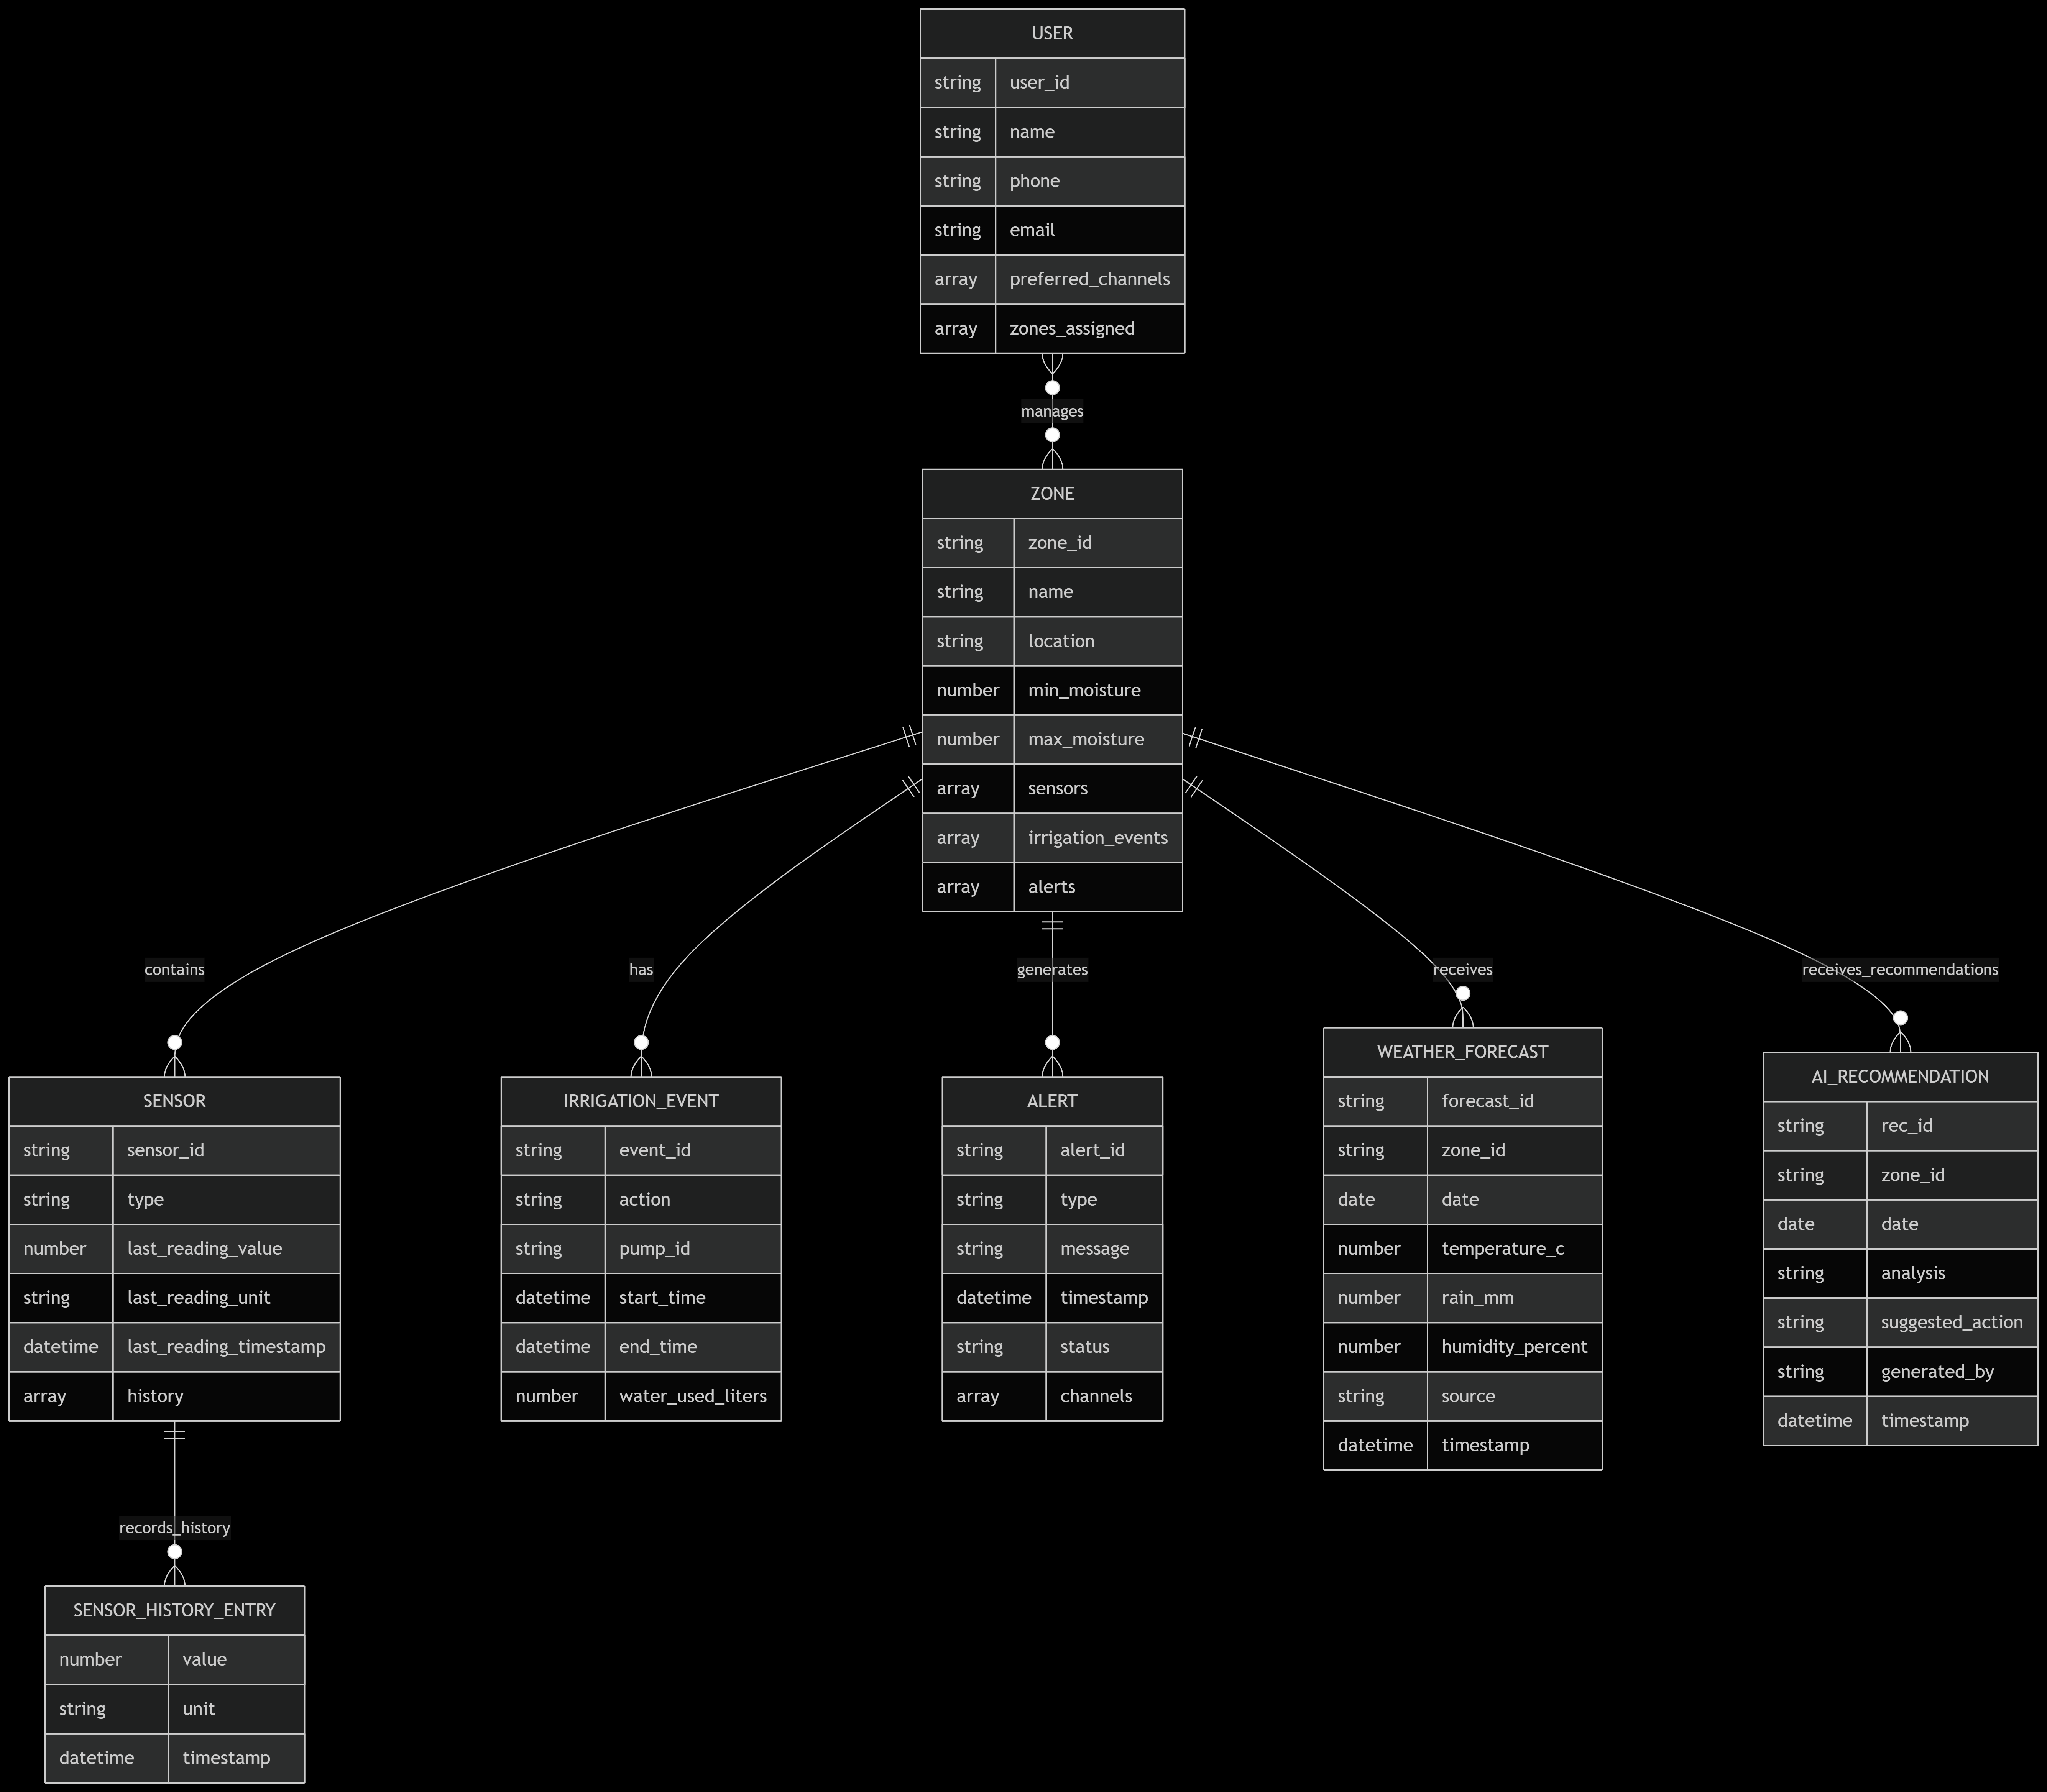 USER
string user_id
string name
string phone
string email
array preferred_channels
array zones_assigned
manages
ZONE
string zone_id
string name
string location
number min_moisture
number max_moisture
array sensors
array irrigation_events
array alerts
contains
has
generates
receives
receives_recommendations
SENSOR
string sensor_id
string type
number last_reading_value
string last_reading_unit
datetime last_reading_timestamp
array history
IRRIGATION_EVENT
string event_id
string action
string pump_id
datetime start_time
datetime end_time
number water_used_liters
ALERT
string alert_id
string type
string message
datetime timestamp
string status
array channels
WEATHER_FORECAST
string forecast_id
string zone_id
date date
number temperature_c
number rain_mm
number humidity_percent
string source
datetime timestamp
AI_RECOMMENDATION
string rec_id
string zone_id
date date
string analysis
string suggested_action
string generated_by
datetime timestamp
records_history
SENSOR_HISTORY_ENTRY
number value
string unit
datetime timestamp